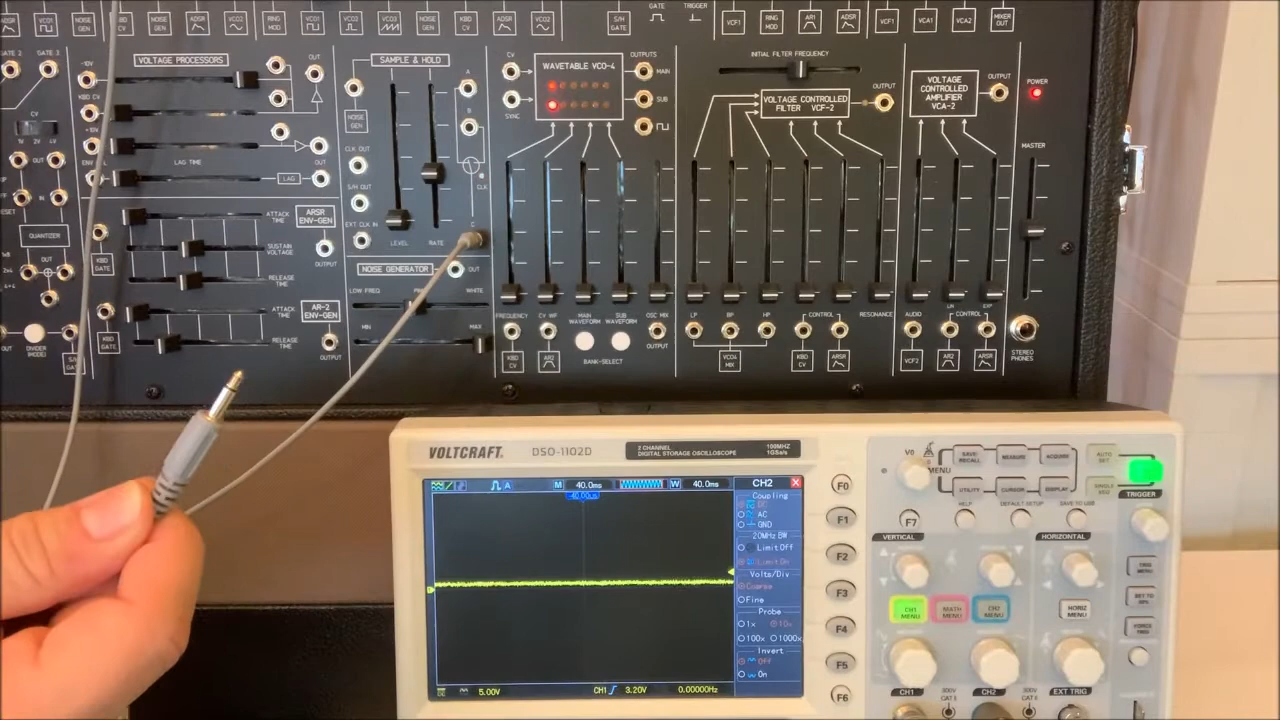 ADSR
VCO1
NOISE
GEN
ADSR
VCO2
RING
MOD
VCO1
VCO2
VCO3
NOISE
GEN
KBD
CV
ADSR
VCO2
S/H
GATE
GATE
TRIGGER
VCF1
RING
MOD
AR1
ADSR
VCF1
VCA1
VCA2
MIXER
OUT
GATE 2
GATE 3
-10V
KBD CV
+10V
VOLTAGE PROCESSORS
OUT
LAG TIME
LAG
OUT
CV
1V
2V
OUT
IN
QUANTIZER
DIVIDER
(MODE)
KBD
GATE
KBD
GATE
ATTACK
TIME
ARSR
ENV-GEN
SUSTAIN
VOLTAGE
OUTPUT
RELEASE
TIME
ATTACK
TIME
AR-2
ENV-GEN
RELEASE
TIME
OUTPUT
SAMPLE & HOLD
NOISE
GEN
CLK OUT
S/H OUT
EXT CLK IN
A
B
CLK
C
LEVEL
RATE
NOISE GENERATOR
OUT
LOW FREQ.
WHITE
MIN
MAX
CV
SYNC
WAVETABLE VCO-4
OUTPUTS
MAIN
SUB
FREQUENCY
CV WF
MAIN
WAVEFORM
SUB
WAVEFORM
OSC MIX
OUTPUT
KBD
CV
AR2
BANK-SELECT
INITIAL FILTER FREQUENCY
VOLTAGE CONTROLLED
FILTER VCF-2
OUTPUT
LP
BP
HP
CONTROL
RESONANCE
VCO4
MIX
KBD
CV
ARSR
VOLTAGE
CONTROLLED
AMPLIFIER
VCA-2
OUTPUT
AUDIO
LIN
EXP
CONTROL
VCF2
AR2
ARSR
POWER
MASTER
STEREO
PHONES
VOLTCRAFT.
DSO-1102D
2 CHANNEL
DIGITAL STORAGE OSCILLOSCOPE
100MHZ
1GSa/s
M 40.0ms
W 40.0ms
-40.00us
CH2
Coupling
DC
AC
GND
20MHz BW
Limit Off
Limit On
Volts/Div
Coarse
Fine
Probe
1x
10x
100x
1000x
Invert
Off
On
5.00V
CH1
3.20V
0.00000Hz
F0
F1
F2
F3
F4
F5
F6
V0
MENU
SAVE
RECALL
MEASURE
ACQUIRE
AUTO
SET
UTILITY
CURSOR
DISPLAY
SINGLE
SEQ
HELP
DEFAULT SETUP
SAVE TO USB
TRIGGER
F7
VERTICAL
HORIZONTAL
TRIG
MENU
CH1
MENU
MATH
MENU
CH2
MENU
HORIZ
MENU
SET TO
50%
FORCE
TRIG
CH1
300V
CAT II
CH2
300V
CAT II
EXT TRIG